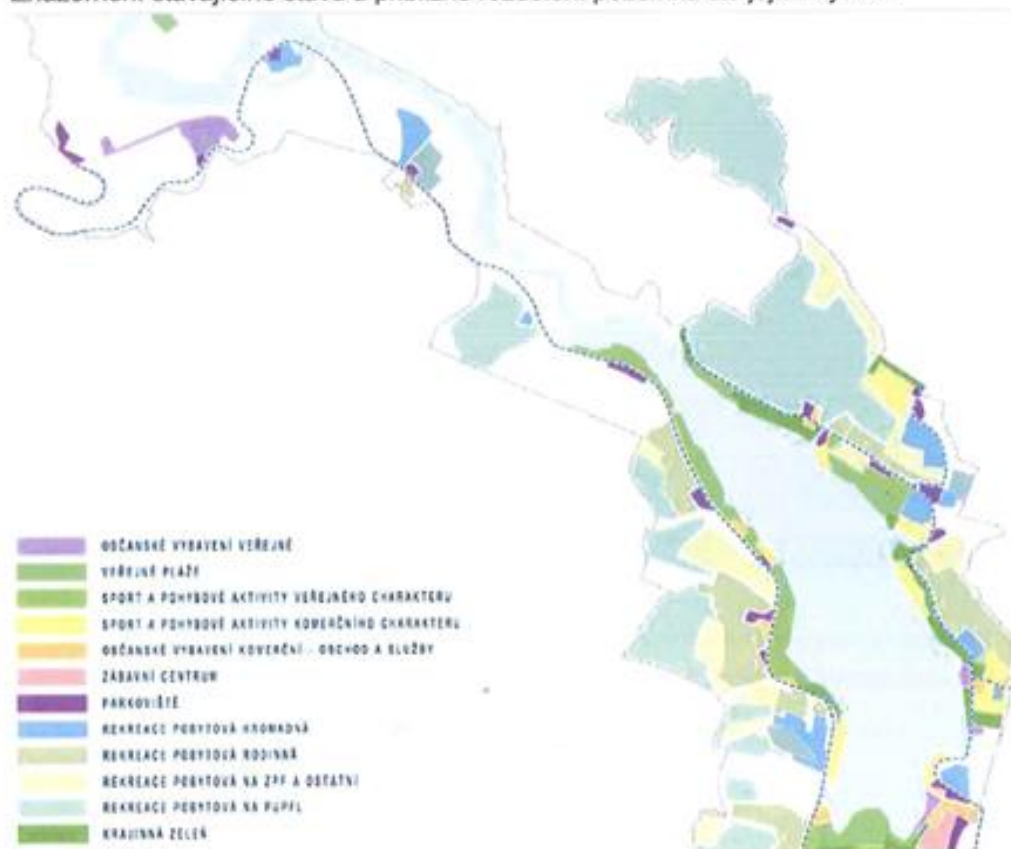 OBČANSKÉ VYBAVENÍ VEŘEJNÉ
VEŘEJNÉ PLÁŽE
SPORT A POHYBOVÉ AKTIVITY VEŘEJNÉHO CHARAKTERU
SPORT A POHYBOVÉ AKTIVITY KOMERČNÍHO CHARAKTERU
OBČANSKÉ VYBAVENÍ KOMERČNÍ - OBCHOD A SLUŽBY
ZÁBAVNÍ CENTRUM
PARKOVIŠTĚ
REKREACE POBYTOVÁ HROMADNÁ
REKREACE POBYTOVÁ RODINNÁ
REKREACE POBYTOVÁ NA ZPF A OSTATNÍ
REKREACE POBYTOVÁ NA PUPFL
KRAJINNÁ ZELEŇ